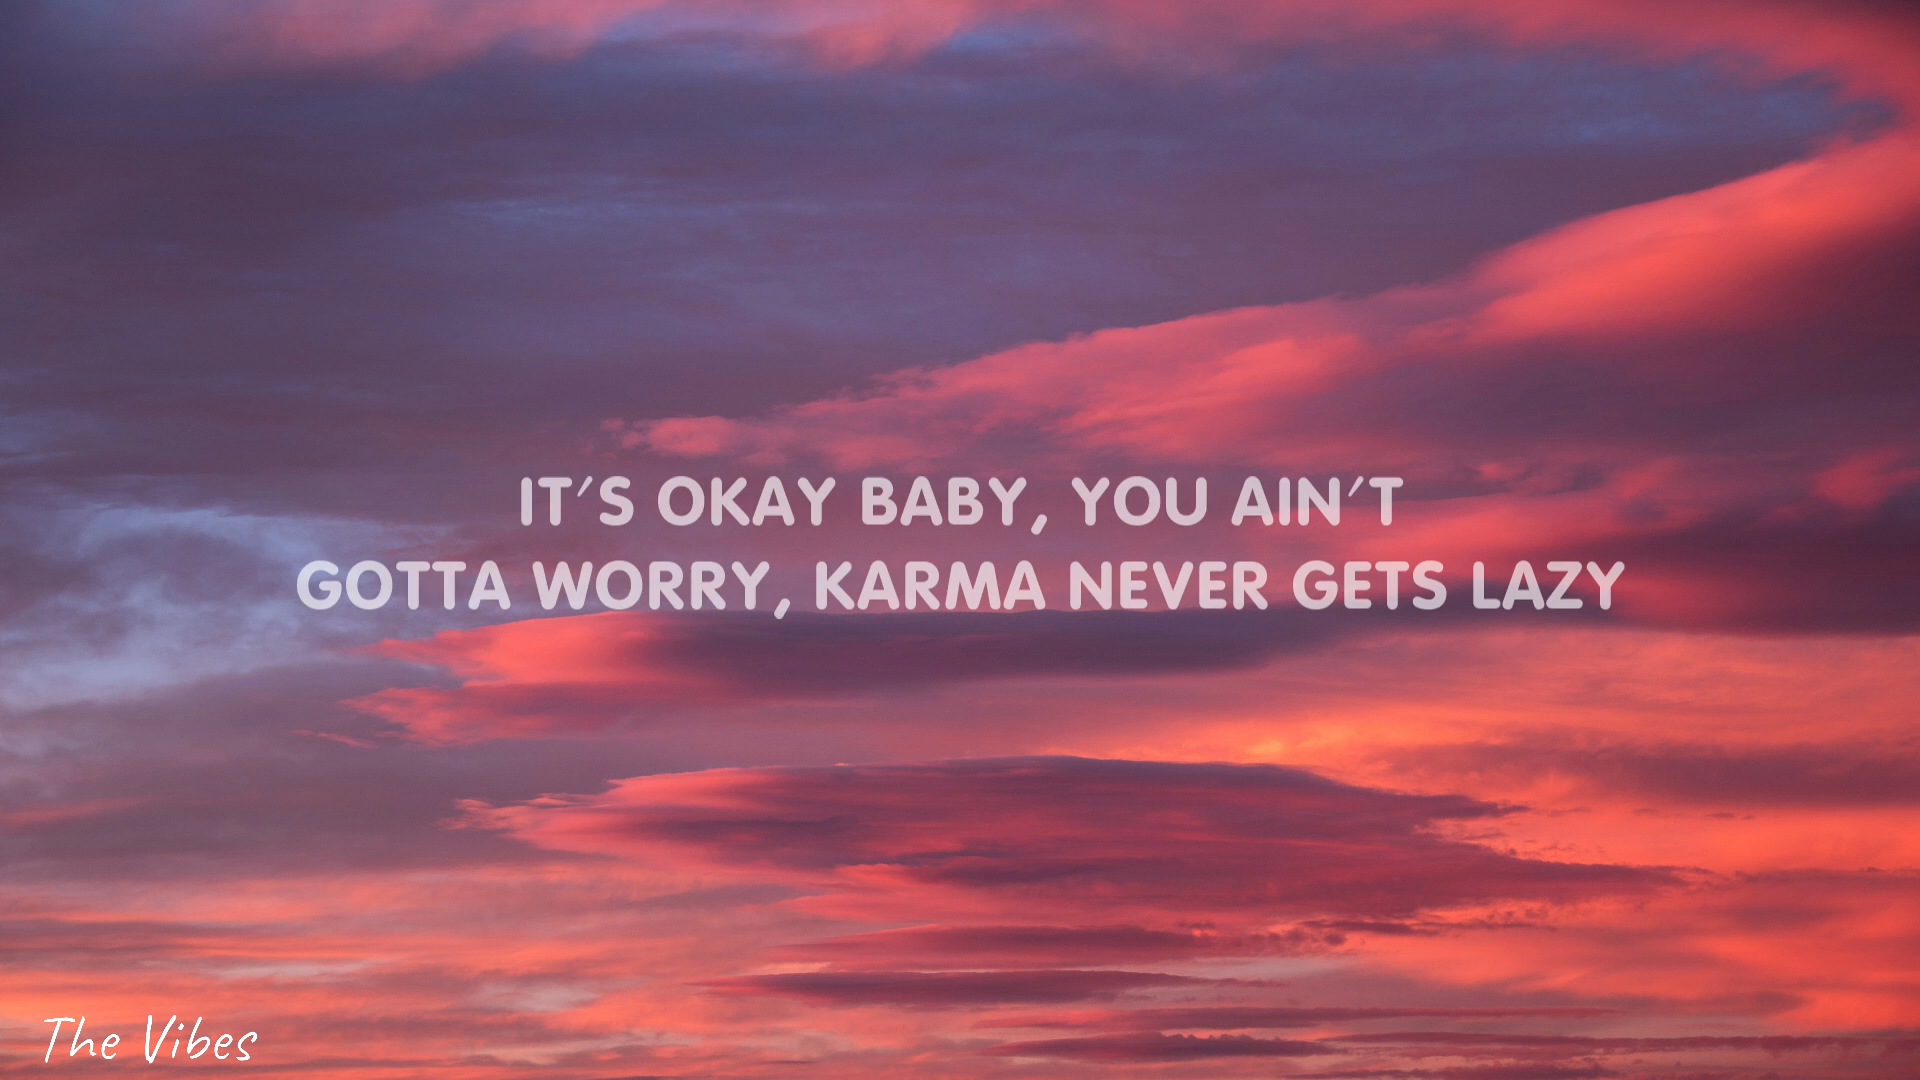 IT'S OKAY BABY, YOU AIN'T
GOTTA WORRY, KARMA NEVER GETS LAZY
The Vibes